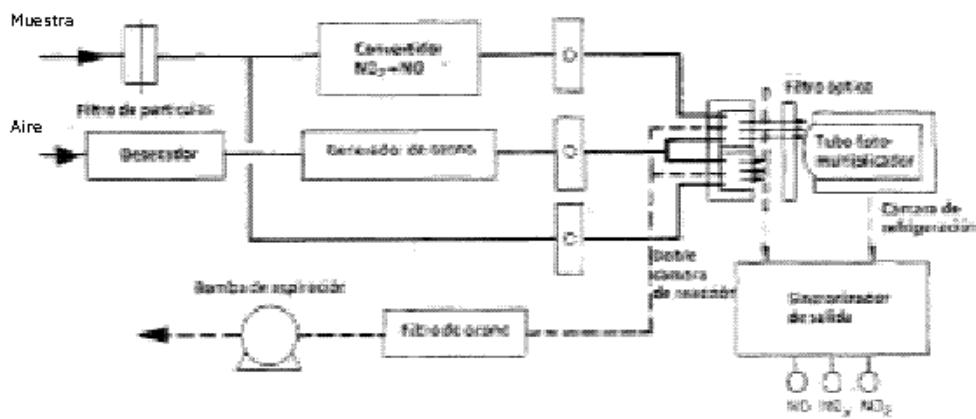 Muestra
Convertidor
NO₂→NO
Filtro de partículas
Filtro óptico
Aire
Desecador
Generador de ozono
Tubo foto-
multiplicador
Cámara de
refrigeración
Doble
cámara
de reacción
Bomba de aspiración
Filtro de ozono
Sincronizador
de salida
NO NOₓ NO₂